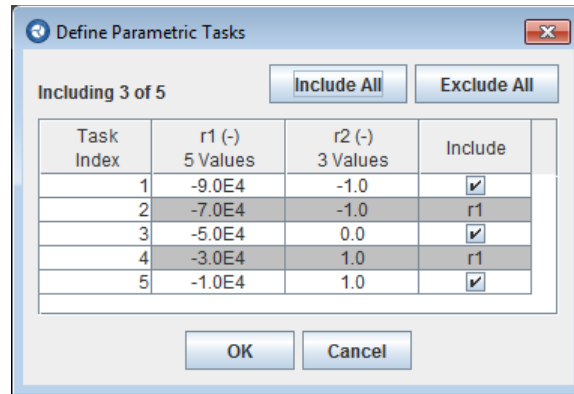 Define Parametric Tasks
Including 3 of 5
Include All
Exclude All
Task Index
r1 (-)
5 Values
r2 (-)
3 Values
Include
1 -9.0E4 -1.0
2 -7.0E4 -1.0 r1
3 -5.0E4 0.0
4 -3.0E4 1.0 r1
5 -1.0E4 1.0
OK
Cancel